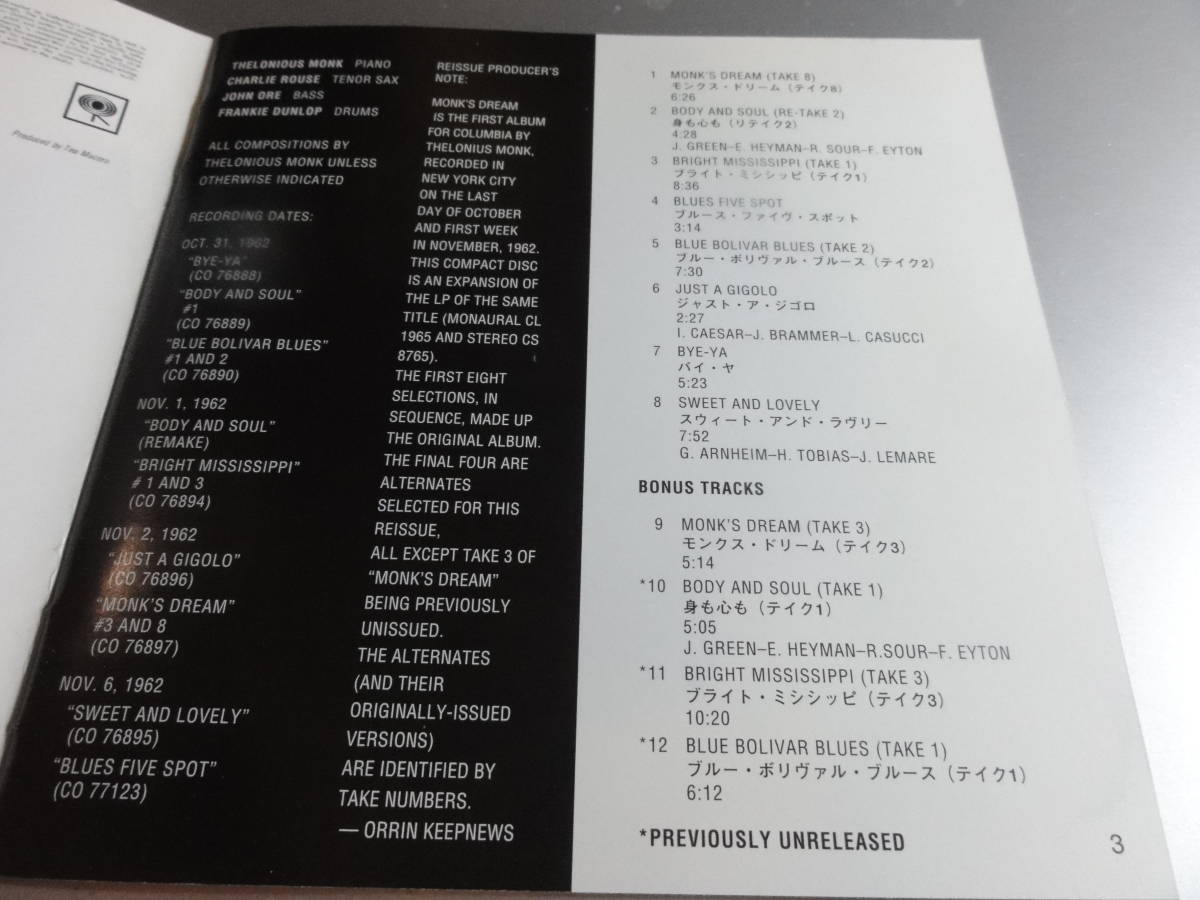 Produced by Teo Macero
THELONIOUS MONK PIANO
CHARLIE ROUSE TENOR SAX
JOHN ORE BASS
FRANKIE DUNLOP DRUMS
ALL COMPOSITIONS BY
THELONIOUS MONK UNLESS
OTHERWISE INDICATED
RECORDING DATES:
OCT. 31, 1962
"BYE-YA"
(CO 76888)
"BODY AND SOUL"
#1
(CO 76889)
"BLUE BOLIVAR BLUES"
#1 AND 2
(CO 76890)
NOV. 1, 1962
"BODY AND SOUL"
(REMAKE)
"BRIGHT MISSISSIPPI"
# 1 AND 3
(CO 76894)
NOV. 2, 1962
"JUST A GIGOLO"
(CO 76896)
"MONK'S DREAM"
#3 AND 8
(CO 76897)
NOV. 6, 1962
"SWEET AND LOVELY"
(CO 76895)
"BLUES FIVE SPOT"
(CO 77123)
REISSUE PRODUCER'S
NOTE:
MONK'S DREAM
IS THE FIRST ALBUM
FOR COLUMBIA BY
THELONIUS MONK,
RECORDED IN
NEW YORK CITY
ON THE LAST
DAY OF OCTOBER
AND FIRST WEEK
IN NOVEMBER, 1962.
THIS COMPACT DISC
IS AN EXPANSION OF
THE LP OF THE SAME
TITLE (MONAURAL CL
1965 AND STEREO CS
8765).
THE FIRST EIGHT
SELECTIONS, IN
SEQUENCE, MADE UP
THE ORIGINAL ALBUM.
THE FINAL FOUR ARE
ALTERNATES
SELECTED FOR THIS
REISSUE,
ALL EXCEPT TAKE 3 OF
"MONK'S DREAM"
BEING PREVIOUSLY
UNISSUED.
THE ALTERNATES
(AND THEIR
ORIGINALLY-ISSUED
VERSIONS)
ARE IDENTIFIED BY
TAKE NUMBERS.
— ORRIN KEEPNEWS
1 MONK'S DREAM (TAKE 8)
モンクス・ドリーム (テイク8)
6:26
2 BODY AND SOUL (RE-TAKE 2)
身も心も (リテイク2)
4:28
J. GREEN–E. HEYMAN–R. SOUR–F. EYTON
3 BRIGHT MISSISSIPPI (TAKE 1)
ブライト・ミシシッピ (テイク1)
8:36
4 BLUES FIVE SPOT
ブルース・ファイヴ・スポット
3:14
5 BLUE BOLIVAR BLUES (TAKE 2)
ブルー・ボリヴァル・ブルース (テイク2)
7:30
6 JUST A GIGOLO
ジャスト・ア・ジゴロ
2:27
I. CAESAR–J. BRAMMER–L. CASUCCI
7 BYE-YA
バイ・ヤ
5:23
8 SWEET AND LOVELY
スウィート・アンド・ラヴリー
7:52
G. ARNHEIM–H. TOBIAS–J. LEMARE
BONUS TRACKS
9 MONK'S DREAM (TAKE 3)
モンクス・ドリーム (テイク3)
5:14
*10 BODY AND SOUL (TAKE 1)
身も心も (テイク1)
5:05
J. GREEN–E. HEYMAN–R.SOUR–F. EYTON
*11 BRIGHT MISSISSIPPI (TAKE 3)
ブライト・ミシシッピ (テイク3)
10:20
*12 BLUE BOLIVAR BLUES (TAKE 1)
ブルー・ボリヴァル・ブルース (テイク1)
6:12
*PREVIOUSLY UNRELEASED
3